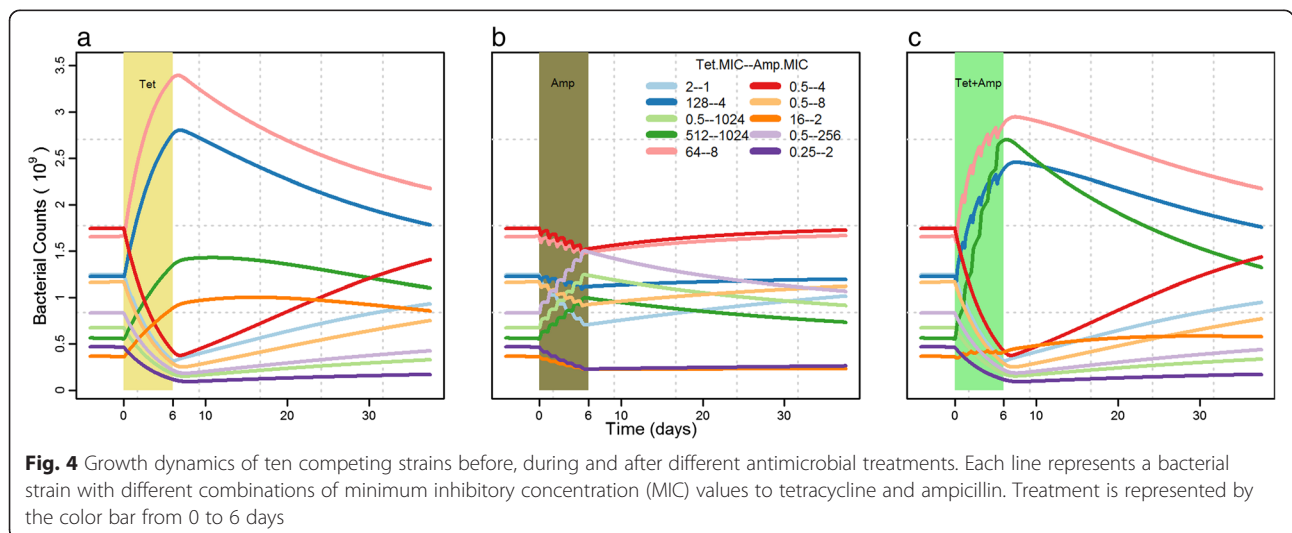 a
b
c
Tet
Amp
Tet+Amp
Tet.MIC--Amp.MIC
2--1
128--4
0.5--1024
512--1024
64--8
0.5--4
0.5--8
16--2
0.5--256
0.25--2
Bacterial Counts ( 10⁹)
3.5
3
2.5
2
1.5
1
0.5
0
0 6 10 20 30
0 6 10 20 30
0 6 10 20 30
Time (days)
Fig. 4 Growth dynamics of ten competing strains before, during and after different antimicrobial treatments. Each line represents a bacterial
strain with different combinations of minimum inhibitory concentration (MIC) values to tetracycline and ampicillin. Treatment is represented by
the color bar from 0 to 6 days